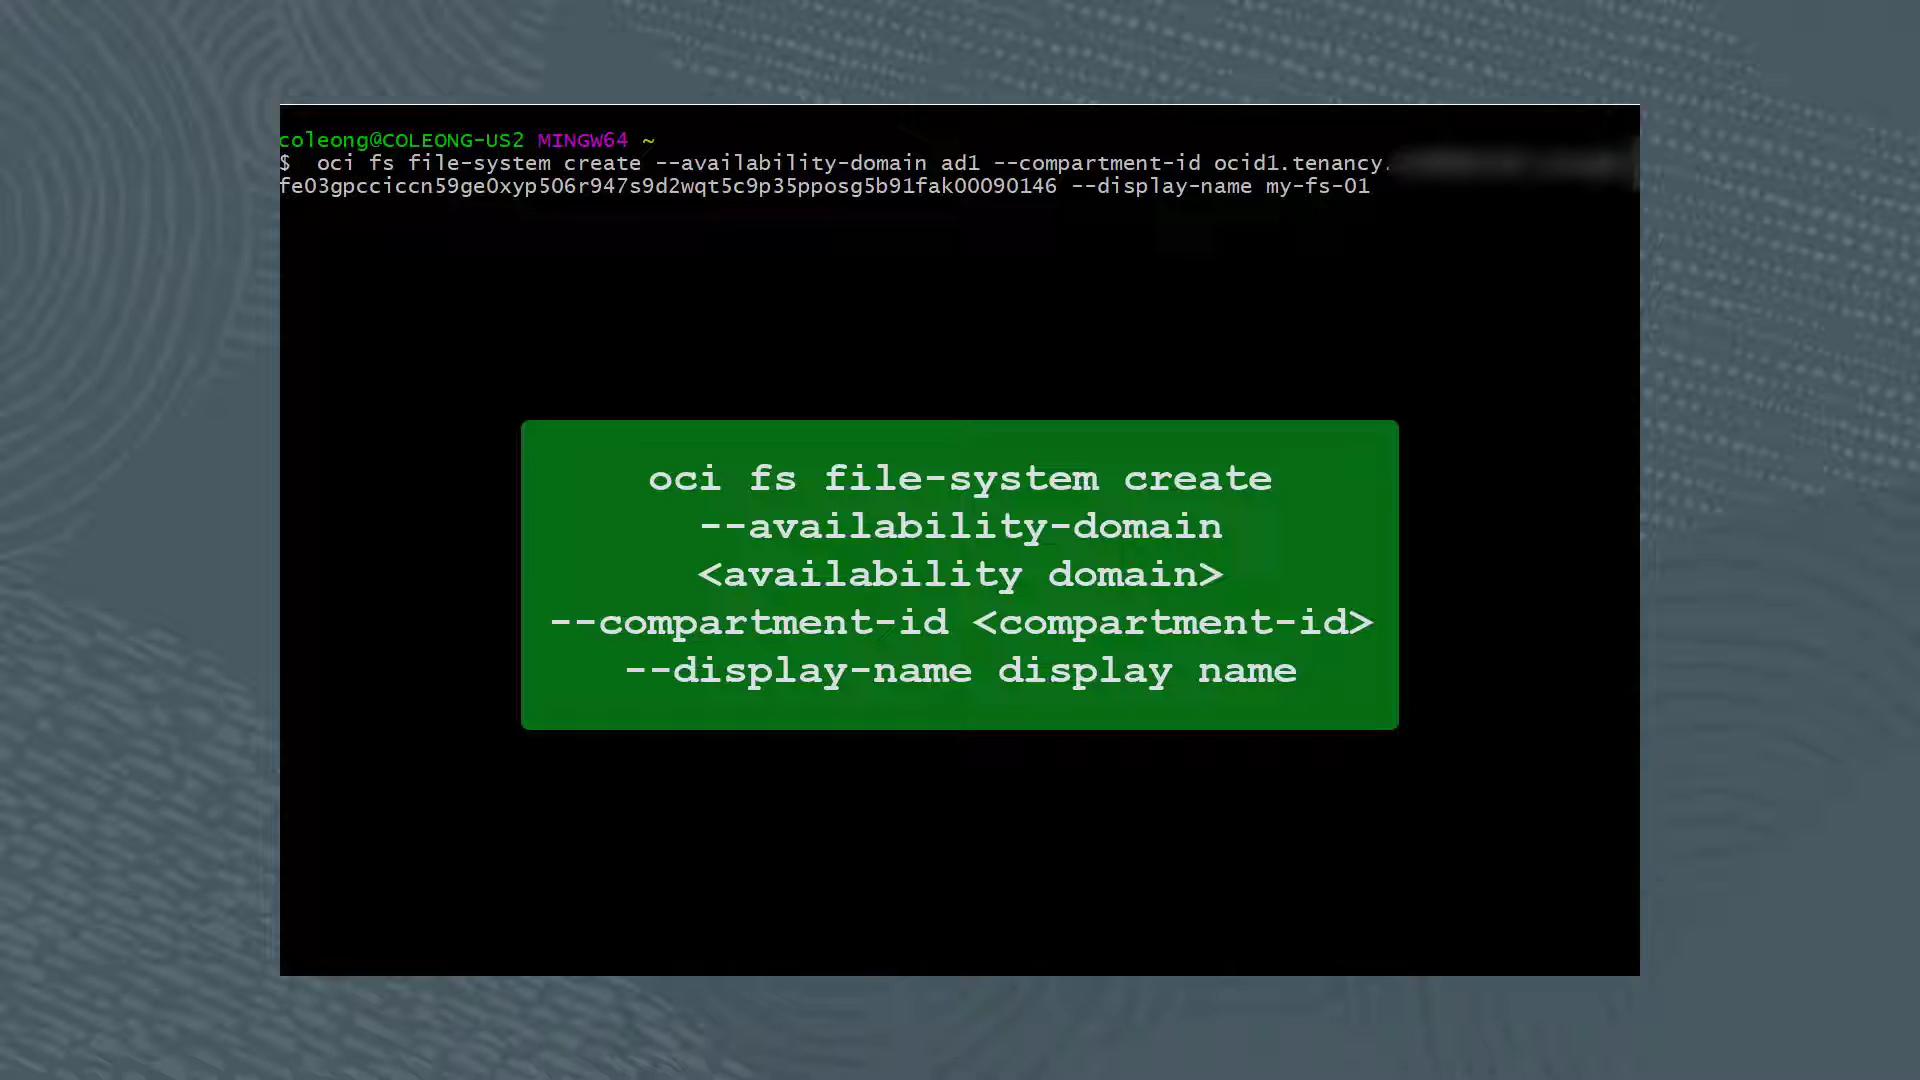 coleong@COLEONG-US2 MINGW64 ~
$ oci fs file-system create --availability-domain ad1 --compartment-id ocid1.tenancy.
fe03gpcciccn59ge0xyp506r947s9d2wqt5c9p35pposg5b91fak00090146 --display-name my-fs-01
oci fs file-system create
--availability-domain
<availability domain>
--compartment-id <compartment-id>
--display-name display name